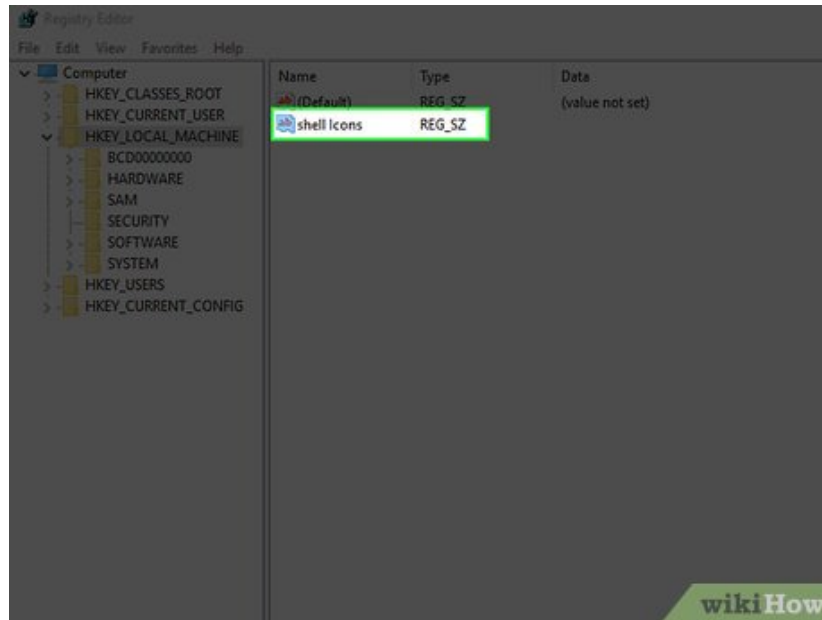 Registry Editor
File Edit View Favorites Help
Computer
HKEY_CLASSES_ROOT
HKEY_CURRENT_USER
HKEY_LOCAL_MACHINE
BCD00000000
HARDWARE
SAM
SECURITY
SOFTWARE
SYSTEM
HKEY_USERS
HKEY_CURRENT_CONFIG
Name Type Data
(Default) REG_SZ (value not set)
shell Icons REG_SZ
wikiHow